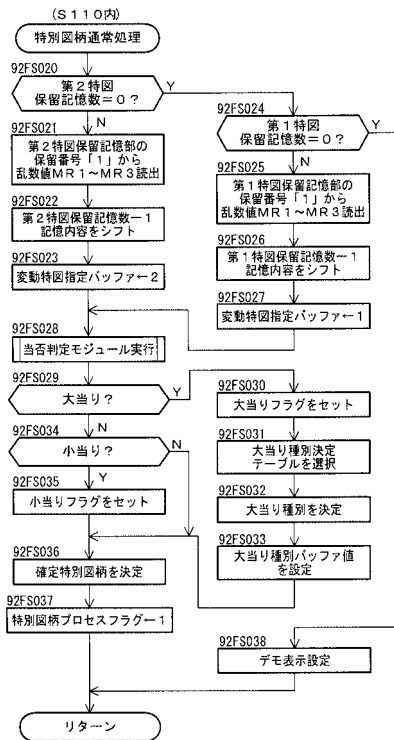 (S110内)
特別図柄通常処理
92FS020
第2特図
保留記憶数=0?
Y
N
92FS021
第2特図保留記憶部の
保留番号「1」から
乱数値MR1~MR3読出
92FS022
第2特図保留記憶数-1
記憶内容をシフト
92FS023
変動特図指定バッファ←2
92FS024
第1特図
保留記憶数=0?
Y
N
92FS025
第1特図保留記憶部の
保留番号「1」から
乱数値MR1~MR3読出
92FS026
第1特図保留記憶数-1
記憶内容をシフト
92FS027
変動特図指定バッファ←1
92FS028
当否判定モジュール実行
92FS029
大当り?
Y
N
92FS030
大当りフラグをセット
92FS031
大当り種別決定
テーブルを選択
92FS032
大当り種別を決定
92FS033
大当り種別バッファ値
を設定
92FS034
小当り?
N
Y
92FS035
小当りフラグをセット
92FS036
確定特別図柄を決定
92FS037
特別図柄プロセスフラグ←1
92FS038
デモ表示設定
リターン